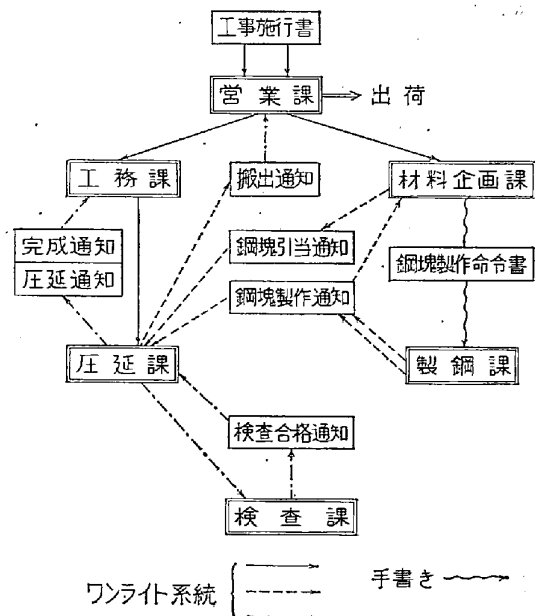 工事施行書
営業課
出荷
工務課
搬出通知
材料企画課
完成通知
圧延通知
鋼塊引当通知
鋼塊製作通知
鋼塊製作命令書
圧延課
製鋼課
検査合格通知
検査課
ワンライト系統
手書き